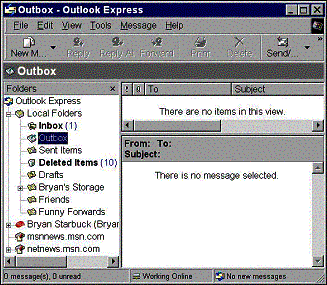 Outbox - Outlook Express
File Edit View Tools Message Help
New M... Reply Reply All Forward Print Delete Send/...
Outbox
Folders
To Subject
Outlook Express
Local Folders
Inbox (1)
Outbox
Sent Items
Deleted Items (10)
Drafts
Bryan's Storage
Friends
Funny Forwards
Bryan Starbuck (Bryar
msnnews.msn.com
netnews.msn.com
There are no items in this view.
From: To:
Subject:
There is no message selected.
0 message(s), 0 unread Working Online No new messages